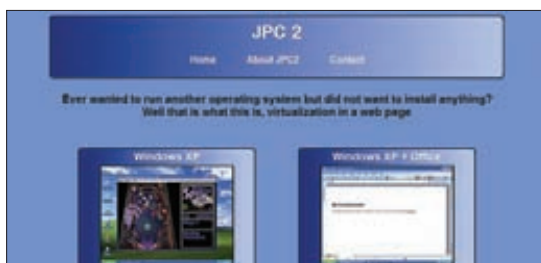 JPC 2
Home About JPC2 Contact
Ever wanted to run another operating system but did not want to install anything?
Well that is what this is, virtualization in a web page
Windows XP Windows XP + Office